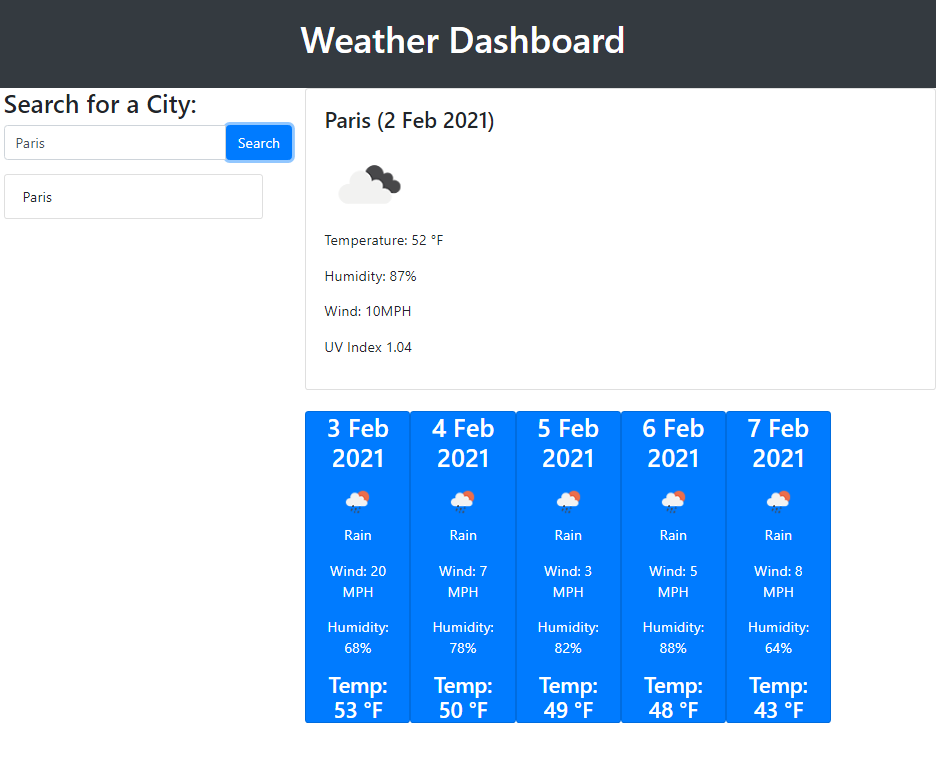 Weather Dashboard
Search for a City:
Paris
Search
Paris
Paris (2 Feb 2021)
Temperature: 52 °F
Humidity: 87%
Wind: 10MPH
UV Index 1.04
3 Feb
2021
Rain
Wind: 20
MPH
Humidity:
68%
Temp:
53 °F
4 Feb
2021
Rain
Wind: 7
MPH
Humidity:
78%
Temp:
50 °F
5 Feb
2021
Rain
Wind: 3
MPH
Humidity:
82%
Temp:
49 °F
6 Feb
2021
Rain
Wind: 5
MPH
Humidity:
88%
Temp:
48 °F
7 Feb
2021
Rain
Wind: 8
MPH
Humidity:
64%
Temp:
43 °F